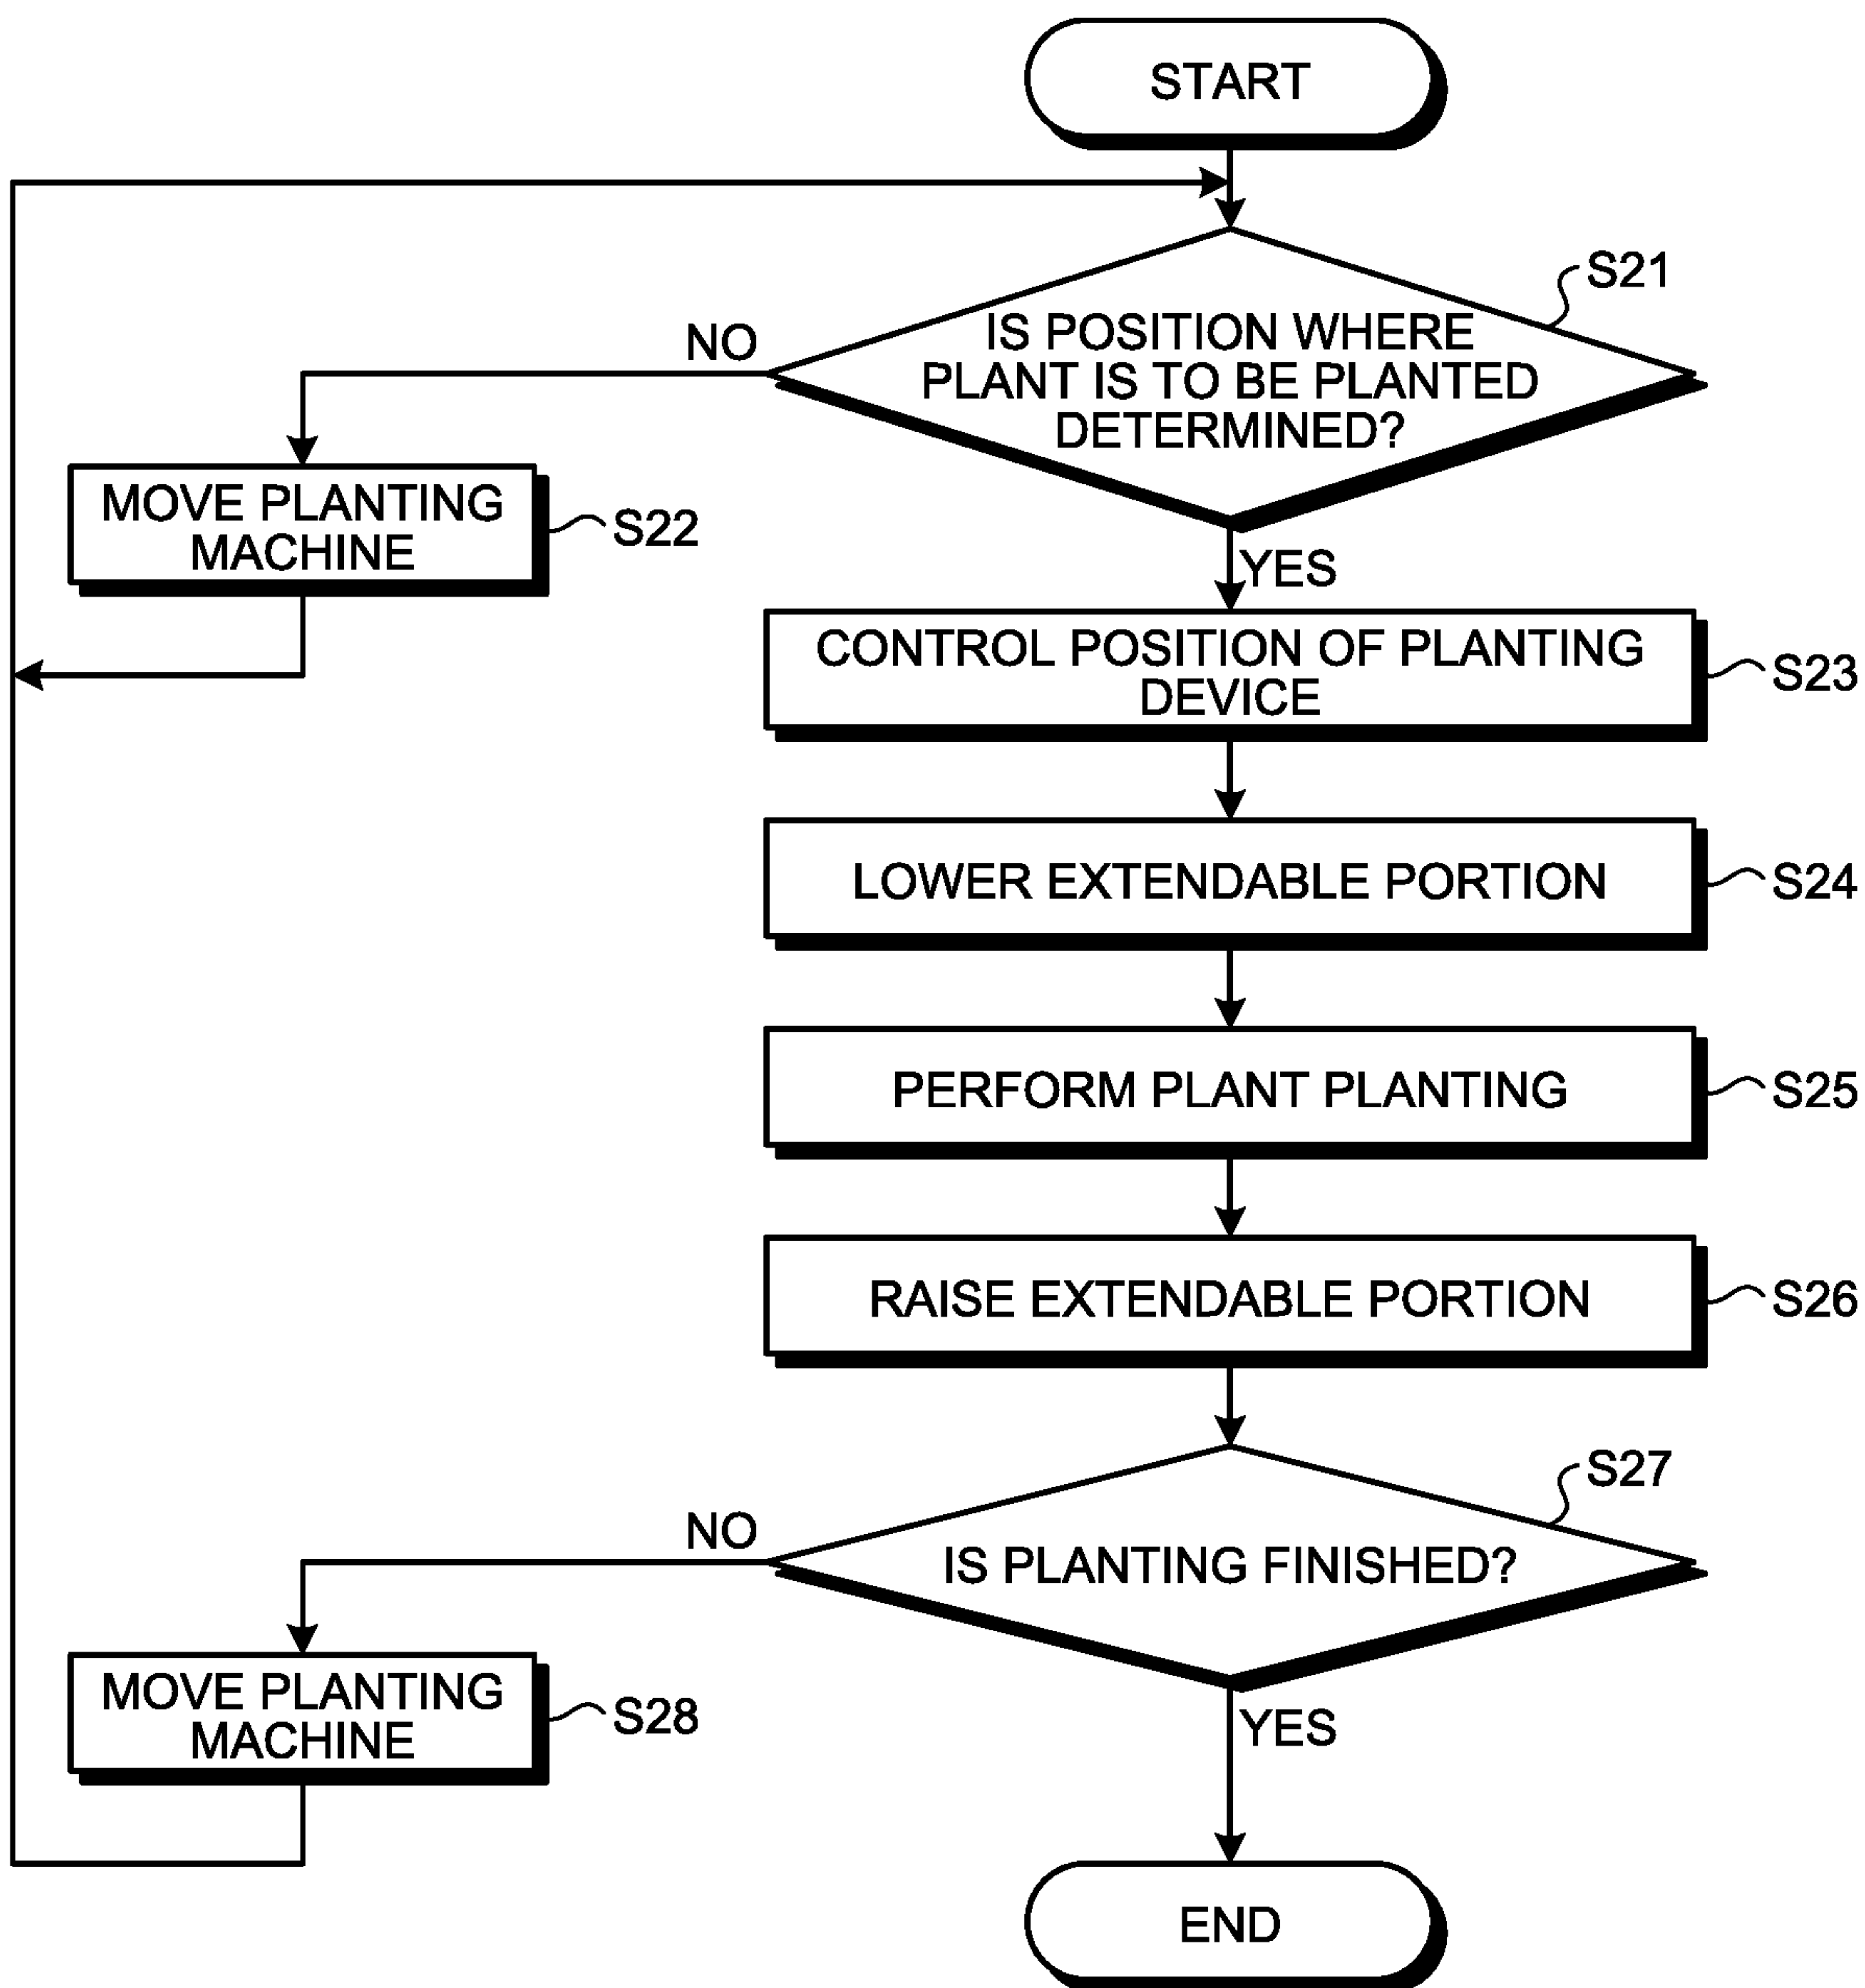 START
S21
IS POSITION WHERE
PLANT IS TO BE PLANTED
DETERMINED?
NO
MOVE PLANTING
MACHINE
S22
YES
CONTROL POSITION OF PLANTING
DEVICE
S23
LOWER EXTENDABLE PORTION
S24
PERFORM PLANT PLANTING
S25
RAISE EXTENDABLE PORTION
S26
S27
IS PLANTING FINISHED?
NO
MOVE PLANTING
MACHINE
S28
YES
END